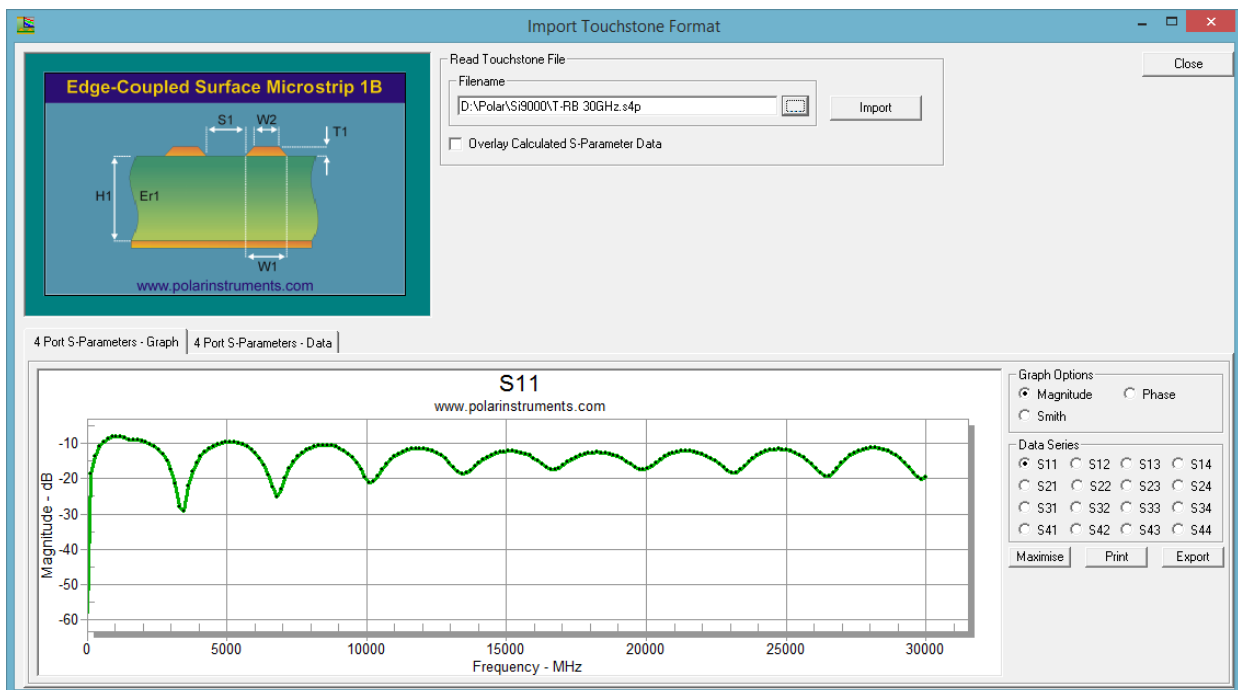 Import Touchstone Format
Edge-Coupled Surface Microstrip 1B
S1 W2
T1
H1 Er1
W1
www.polarinstruments.com
Read Touchstone File
Filename
D:\Polar\Si9000\T-RB 30GHz.s4p
...
Import
Overlay Calculated S-Parameter Data
Close
4 Port S-Parameters - Graph
4 Port S-Parameters - Data
S11
www.polarinstruments.com
Magnitude - dB
-10
-20
-30
-40
-50
-60
0 5000 10000 15000 20000 25000 30000
Frequency - MHz
Graph Options
Magnitude Phase
Smith
Data Series
S11 S12 S13 S14
S21 S22 S23 S24
S31 S32 S33 S34
S41 S42 S43 S44
Maximise Print Export